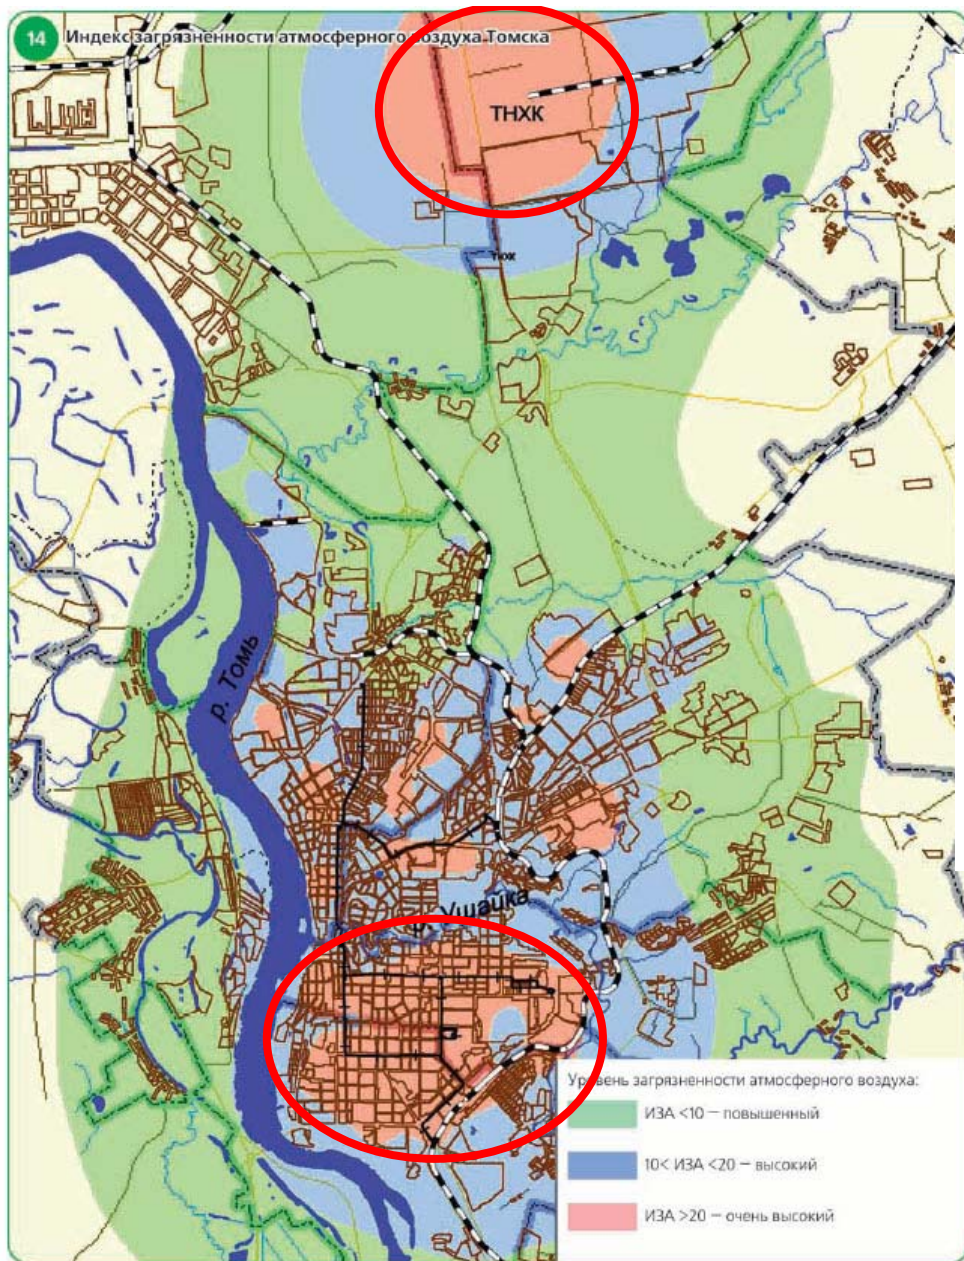 14 Индекс загрязненности атмосферного воздуха Томска
ТНХК
ТНХК
р. Томь
р. Ушайка
Уровень загрязненности атмосферного воздуха:
ИЗА <10 — повышенный
10< ИЗА <20 — высокий
ИЗА >20 — очень высокий